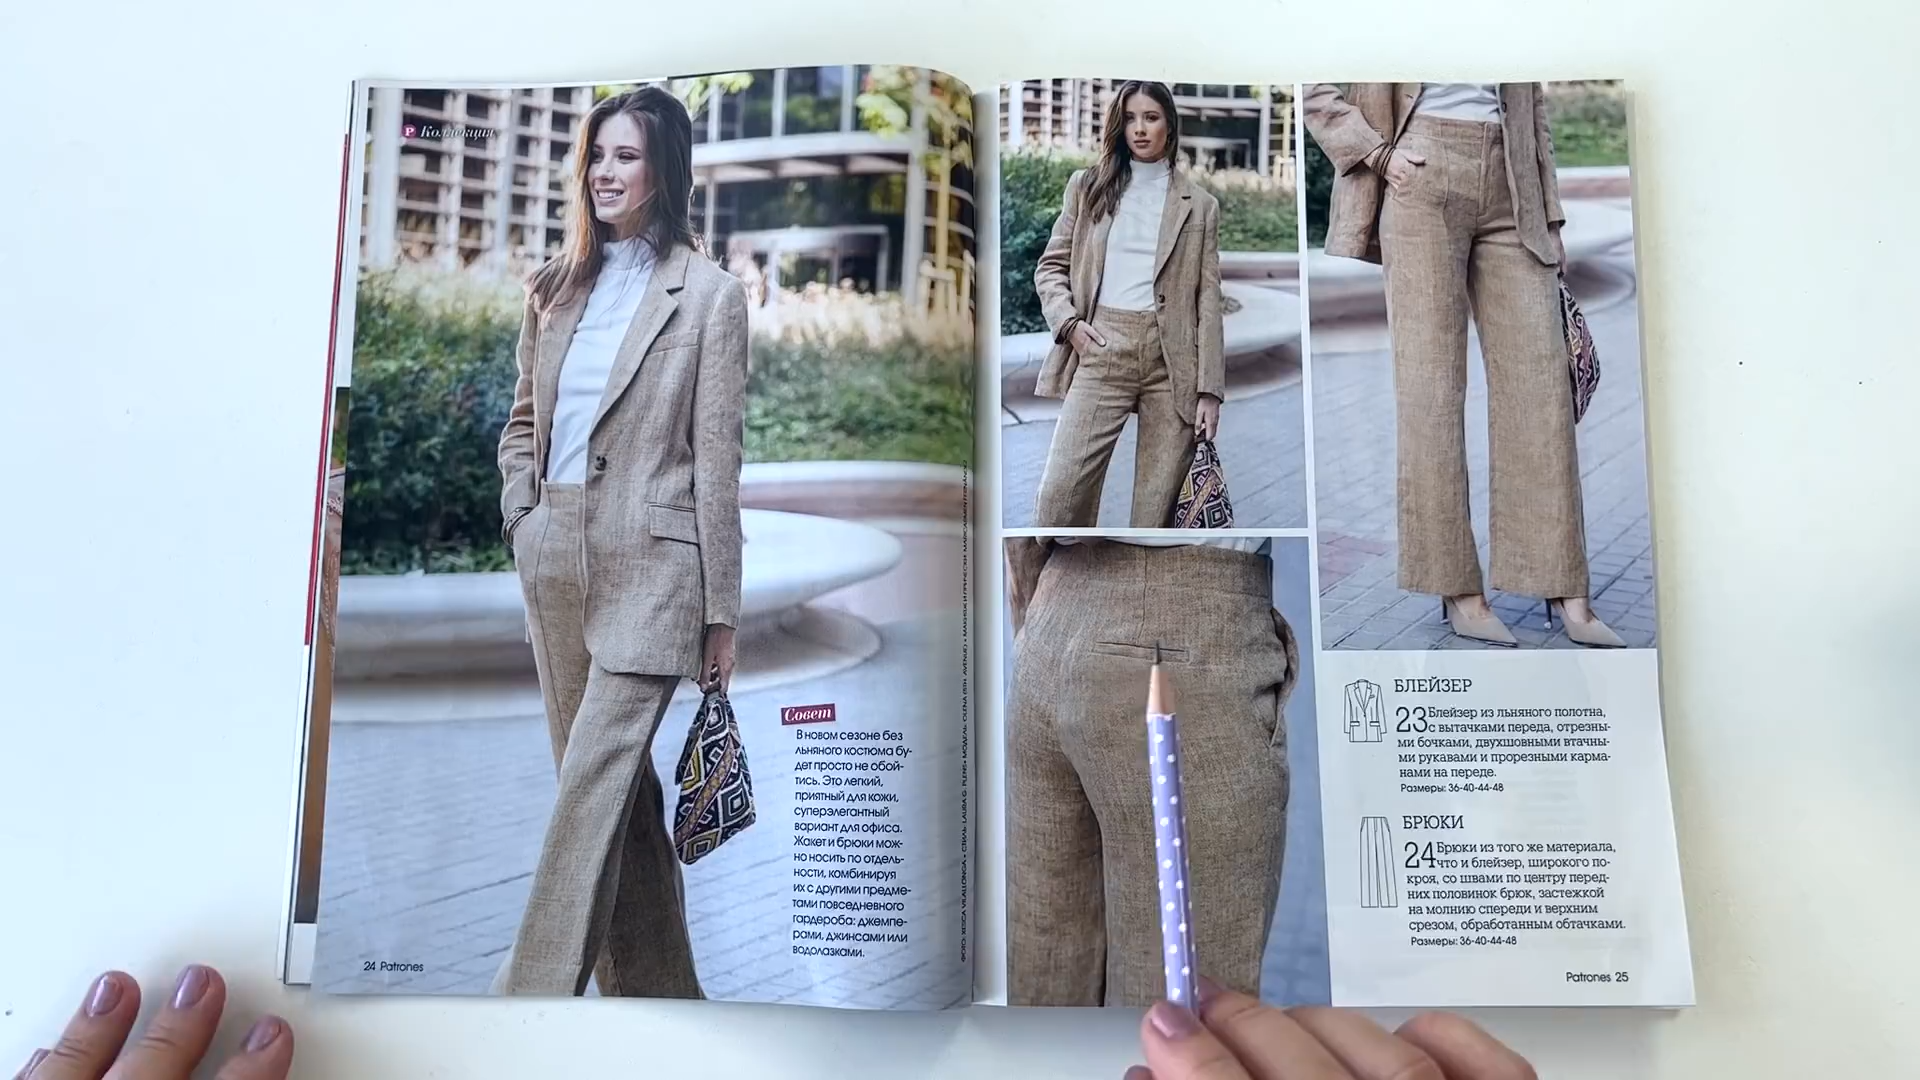 P Коллекция
Совет
В новом сезоне без
льняного костюма бу-
дет просто не обой-
тись. Это легкий,
приятный для кожи,
суперэлегантный
вариант для офиса.
Жакет и брюки мож-
но носить по отдель-
ности, комбинируя
их с другими предме-
тами повседневного
гардероба: джемпе-
рами, джинсами или
водолазками.
24 Patrones
БЛЕЙЗЕР
23 Блейзер из льняного полотна,
с вытачками переда, отрезны-
ми бочками, двухшовными втачны-
ми рукавами и прорезными карма-
нами на переде.
Размеры: 36-40-44-48
БРЮКИ
24 Брюки из того же материала,
что и блейзер, широкого по-
кроя, со швами по центру перед-
них половинок брюк, застежкой
на молнию спереди и верхним
срезом, обработанным обтачками.
Размеры: 36-40-44-48
Patrones 25